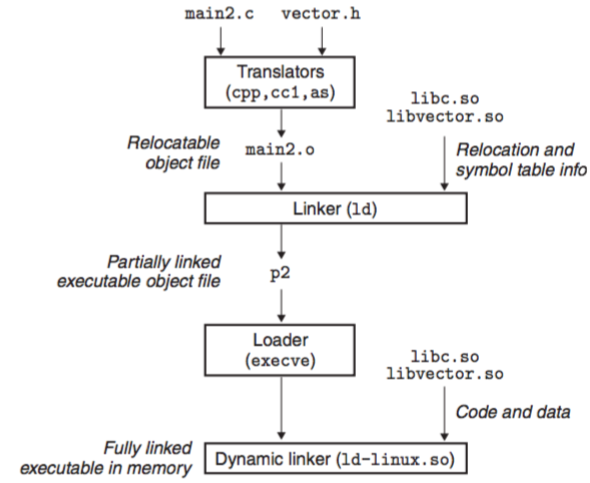 main2.c vector.h
Translators
(cpp,cc1,as)
libc.so
libvector.so
Relocatable
object file
main2.o
Relocation and
symbol table info
Linker (ld)
Partially linked
executable object file
p2
Loader
(execve)
libc.so
libvector.so
Code and data
Fully linked
executable in memory
Dynamic linker (ld-linux.so)